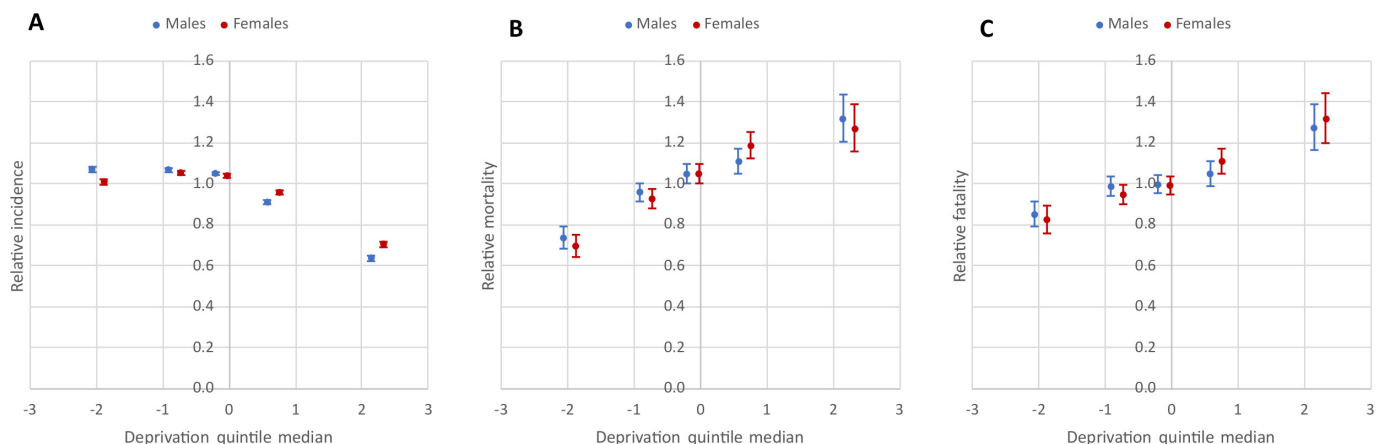 A
Males Females
1.6
1.4
1.2
1.0
0.8
0.6
0.4
0.2
0.0
-3 -2 -1 0 1 2 3
Relative incidence
Deprivation quintile median
B
Males Females
1.6
1.4
1.2
1.0
0.8
0.6
0.4
0.2
0.0
-3 -2 -1 0 1 2 3
Relative mortality
Deprivation quintile median
C
Males Females
1.6
1.4
1.2
1.0
0.8
0.6
0.4
0.2
0.0
-3 -2 -1 0 1 2 3
Relative fatality
Deprivation quintile median